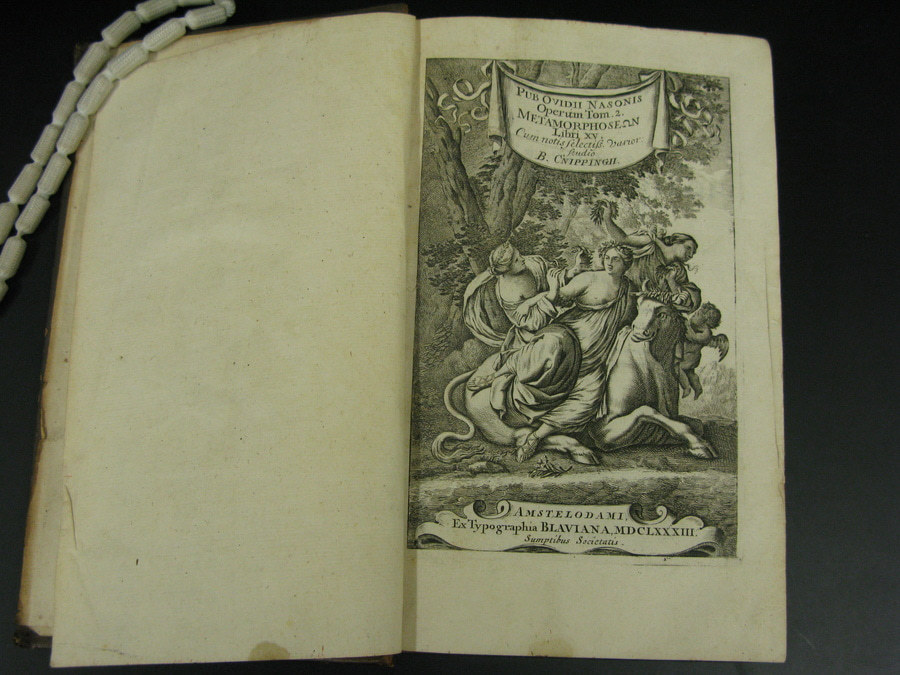 PUB OVIDII NASONIS
Operum Tom. 2.
METAMORPHOSEΩN
Libri XV.
Cum notis selectiss. Varior
studio
B. CNIPPINGII.
AMSTELODAMI,
Ex Typographia BLAVIANA, MDCLXXXIII.
Sumptibus Societatis.